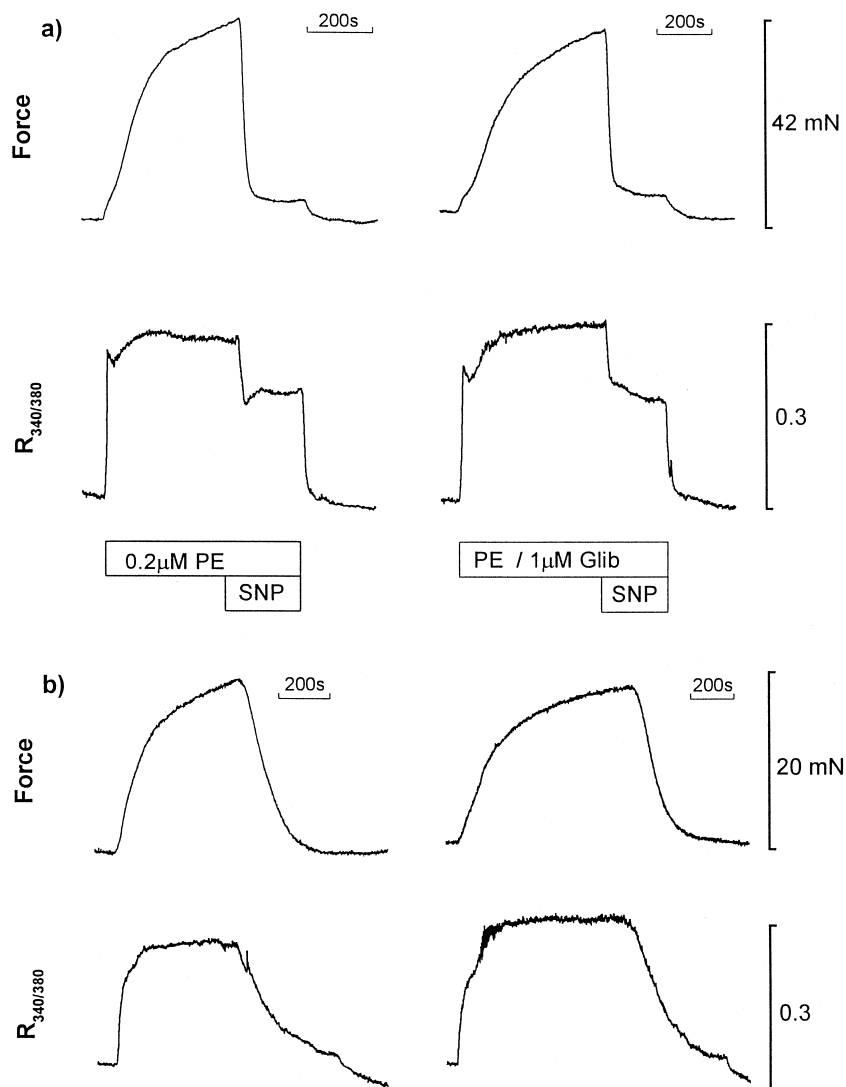 a)
200s
200s
Force
42 mN
R340/380
0.3
0.2μM PE
SNP
PE / 1μM Glib
SNP
b)
200s
200s
Force
20 mN
R340/380
0.3